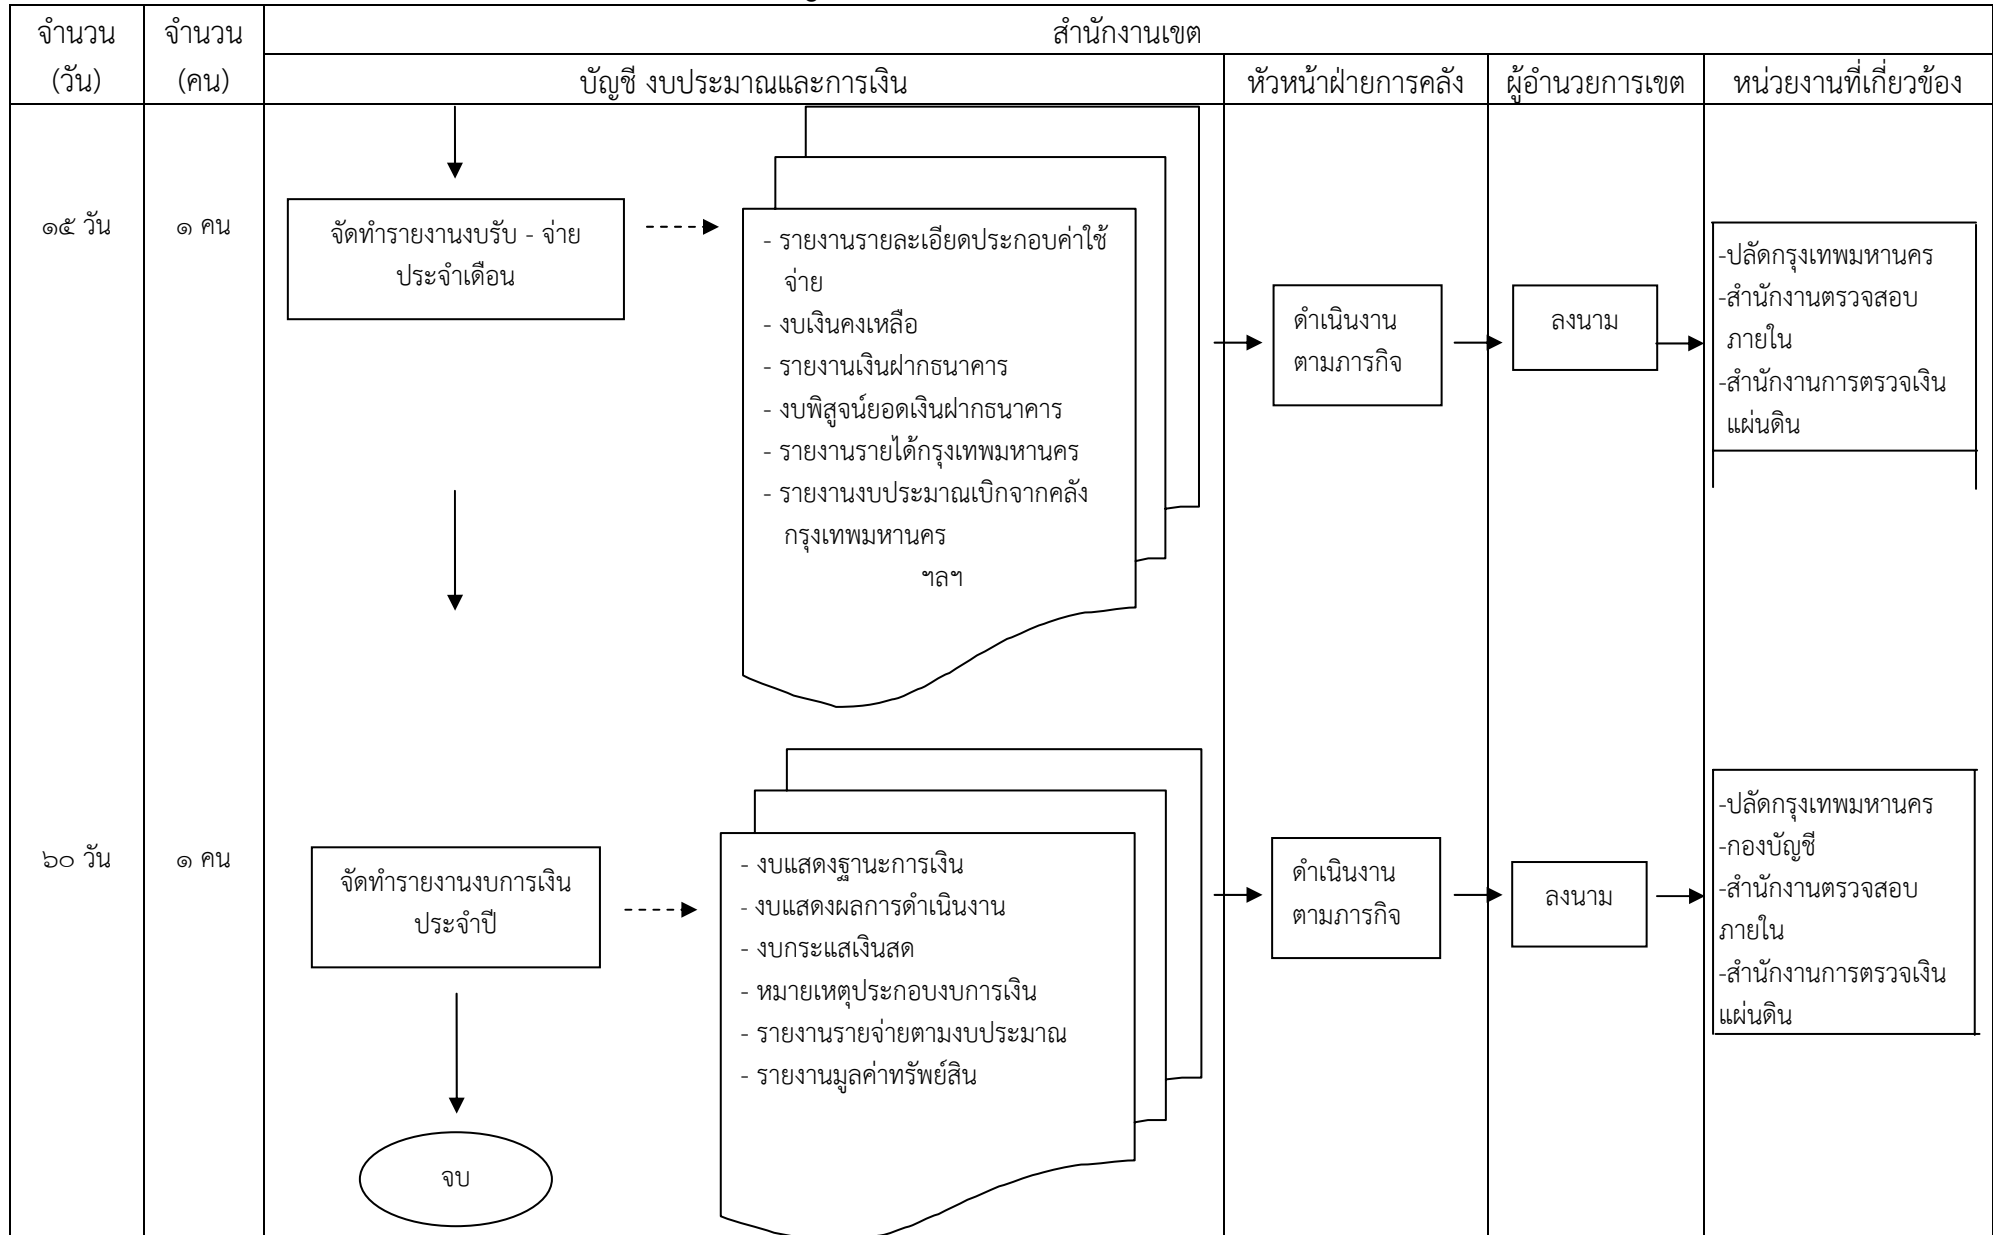 จำนวน
(วัน)
จำนวน
(คน)
สำนักงานเขต
บัญชี งบประมาณและการเงิน
หัวหน้าฝ่ายการคลัง
ผู้อำนวยการเขต
หน่วยงานที่เกี่ยวข้อง
๑๕ วัน
๑ คน
จัดทำรายงานงบรับ - จ่าย
ประจำเดือน
- รายงานรายละเอียดประกอบค่าใช้
จ่าย
- งบเงินคงเหลือ
- รายงานเงินฝากธนาคาร
- งบพิสูจน์ยอดเงินฝากธนาคาร
- รายงานรายได้กรุงเทพมหานคร
- รายงานงบประมาณเบิกจากคลัง
กรุงเทพมหานคร
ฯลฯ
ดำเนินงาน
ตามภารกิจ
ลงนาม
-ปลัดกรุงเทพมหานคร
-สำนักงานตรวจสอบ
ภายใน
-สำนักงานการตรวจเงิน
แผ่นดิน
๖๐ วัน
๑ คน
จัดทำรายงานงบการเงิน
ประจำปี
- งบแสดงฐานะการเงิน
- งบแสดงผลการดำเนินงาน
- งบกระแสเงินสด
- หมายเหตุประกอบงบการเงิน
- รายงานรายจ่ายตามงบประมาณ
- รายงานมูลค่าทรัพย์สิน
ดำเนินงาน
ตามภารกิจ
ลงนาม
-ปลัดกรุงเทพมหานคร
-กองบัญชี
-สำนักงานตรวจสอบ
ภายใน
-สำนักงานการตรวจเงิน
แผ่นดิน
จบ